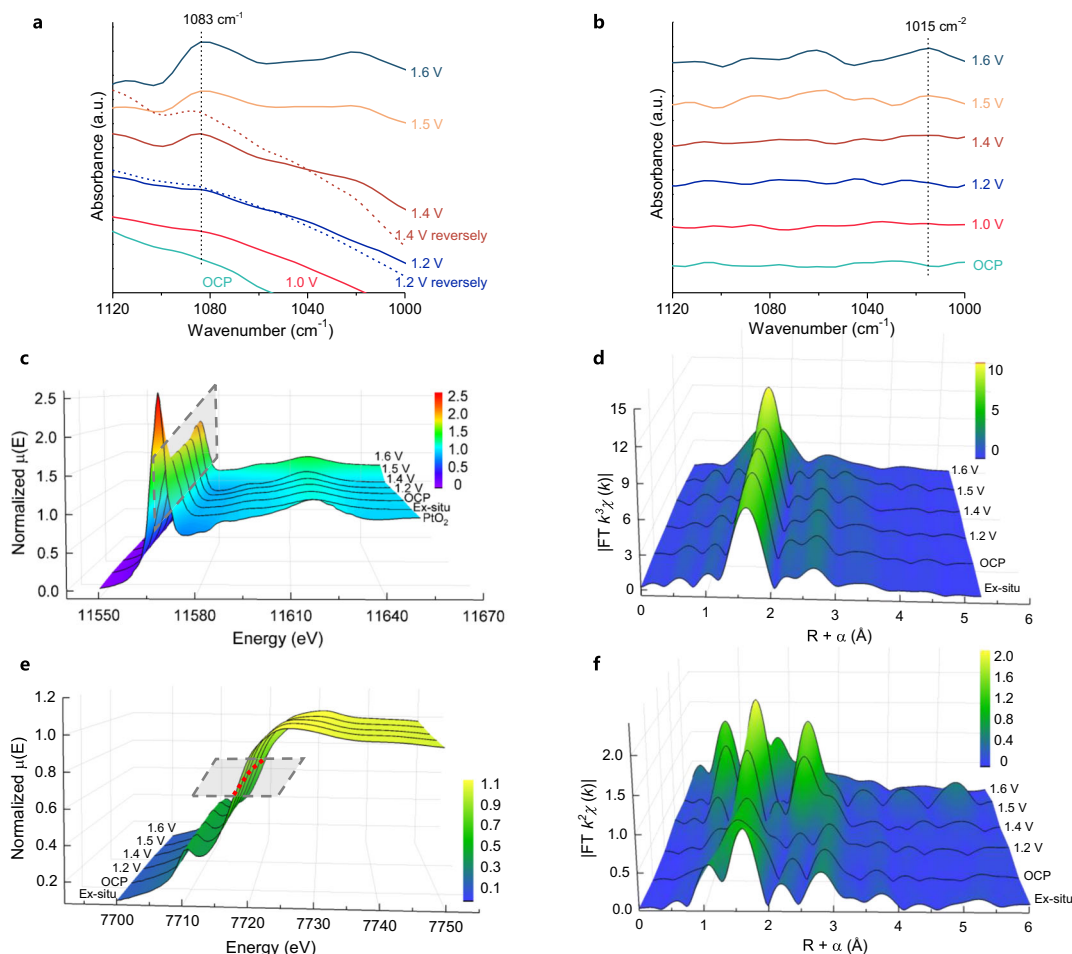 a
1083 cm-1
1.6 V
1.5 V
1.4 V
1.4 V reversely
1.2 V
1.2 V reversely
OCP
1.0 V
Absorbance (a.u.)
1120
1080
1040
1000
Wavenumber (cm-1)
b
1015 cm-2
1.6 V
1.5 V
1.4 V
1.2 V
1.0 V
OCP
Absorbance (a.u.)
1120
1080
1040
1000
Wavenumber (cm-1)
c
Normalized μ(E)
2.5
2.0
1.5
1.0
0.5
0.0
2.5
2.0
1.5
1.0
0.5
0
1.6 V
1.5 V
1.4 V
1.2 V
OCP
Ex-situ
PtO2
11550
11580
11610
11640
11670
Energy (eV)
d
|FT k3χ (k)|
15
12
9
6
3
0
10
5
0
1.6 V
1.5 V
1.4 V
1.2 V
OCP
Ex-situ
0
1
2
3
4
5
6
R + α (Å)
e
Normalized μ(E)
1.2
1.0
0.8
0.6
0.4
0.2
1.6 V
1.5 V
1.4 V
1.2 V
OCP
Ex-situ
1.1
0.9
0.7
0.5
0.3
0.1
7700
7710
7720
7730
7740
7750
Energy (eV)
f
|FT k2χ (k)|
2.0
1.5
1.0
0.5
0.0
2.0
1.6
1.2
0.8
0.4
0
1.6 V
1.5 V
1.4 V
1.2 V
OCP
Ex-situ
0
1
2
3
4
5
6
R + α (Å)